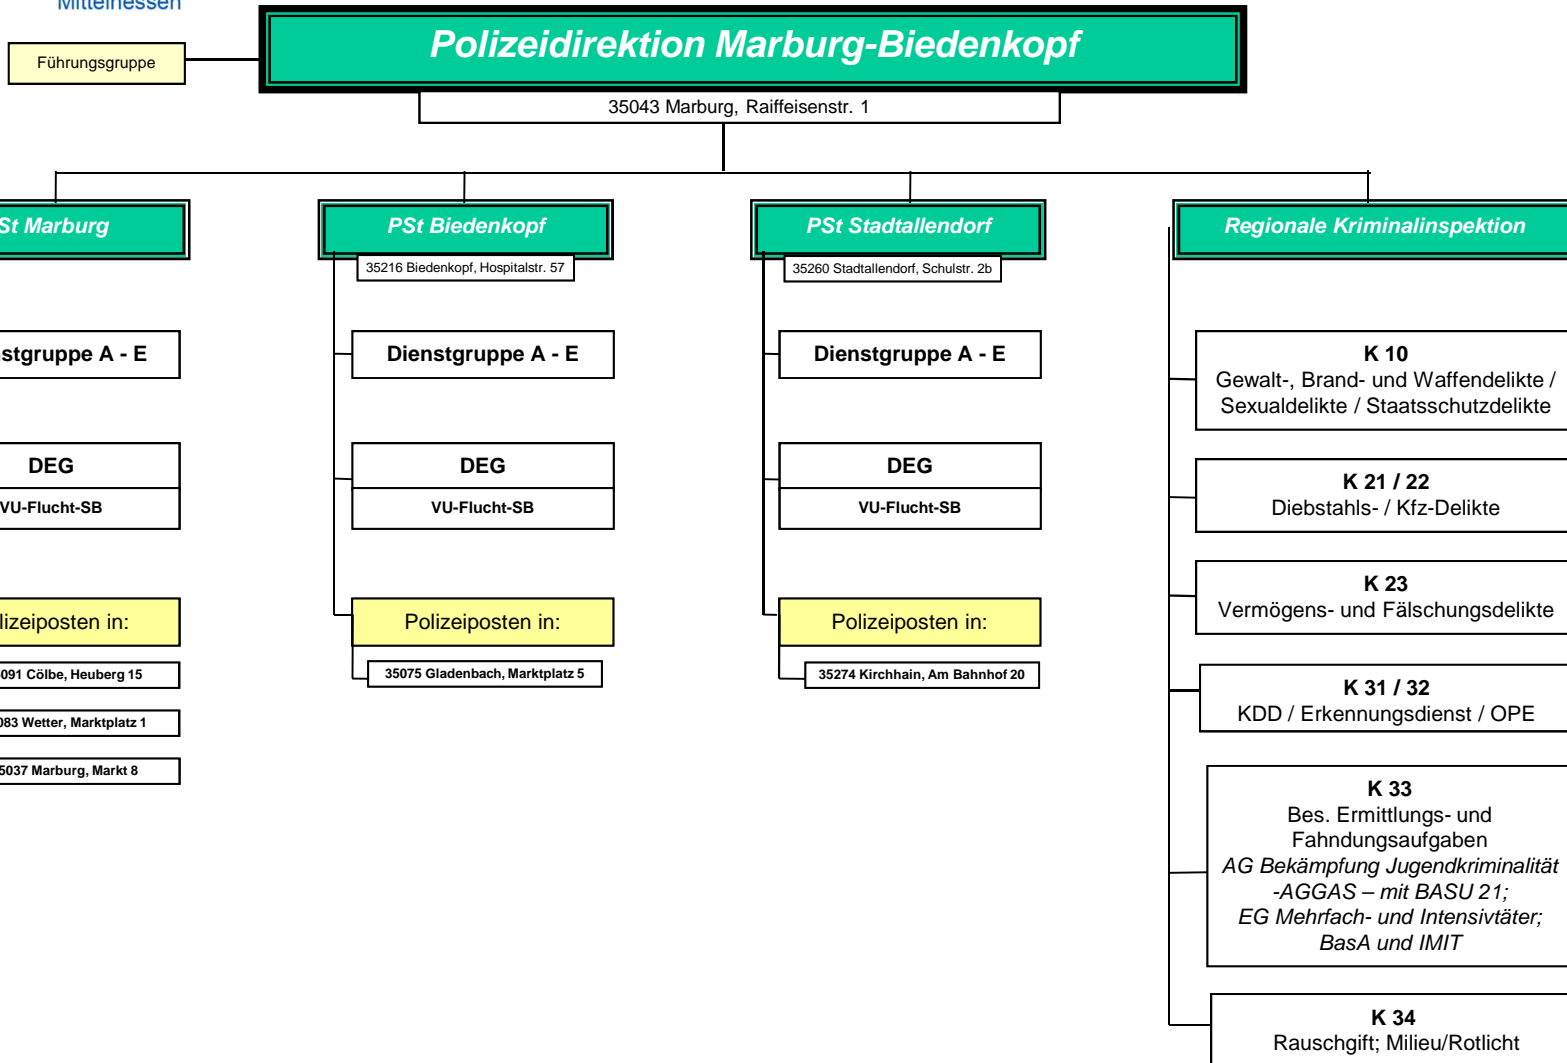 Mittelhessen
Polizeidirektion Marburg-Biedenkopf
Führungsgruppe
35043 Marburg, Raiffeisenstr. 1
St Marburg
stgruppe A - E
DEG
VU-Flucht-SB
lizeiposten in:
091 Cölbe, Heuberg 15
083 Wetter, Marktplatz 1
5037 Marburg, Markt 8
PSt Biedenkopf
35216 Biedenkopf, Hospitalstr. 57
Dienstgruppe A - E
DEG
VU-Flucht-SB
Polizeiposten in:
35075 Gladenbach, Marktplatz 5
PSt Stadtallendorf
35260 Stadtallendorf, Schulstr. 2b
Dienstgruppe A - E
DEG
VU-Flucht-SB
Polizeiposten in:
35274 Kirchhain, Am Bahnhof 20
Regionale Kriminalinspektion
K 10
Gewalt-, Brand- und Waffendelikte /
Sexualdelikte / Staatsschutzdelikte
K 21 / 22
Diebstahls- / Kfz-Delikte
K 23
Vermögens- und Fälschungsdelikte
K 31 / 32
KDD / Erkennungsdienst / OPE
K 33
Bes. Ermittlungs- und
Fahndungsaufgaben
AG Bekämpfung Jugendkriminalität
-AGGAS – mit BASU 21;
EG Mehrfach- und Intensivtäter;
BasA und IMIT
K 34
Rauschgift; Milieu/Rotlicht